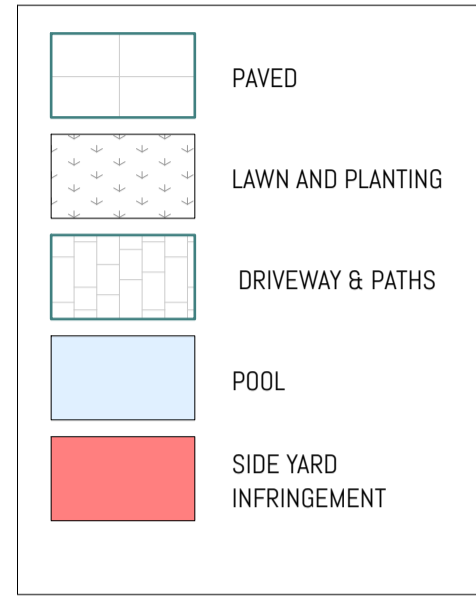 PAVED
LAWN AND PLANTING
DRIVEWAY & PATHS
POOL
SIDE YARD
INFRINGEMENT